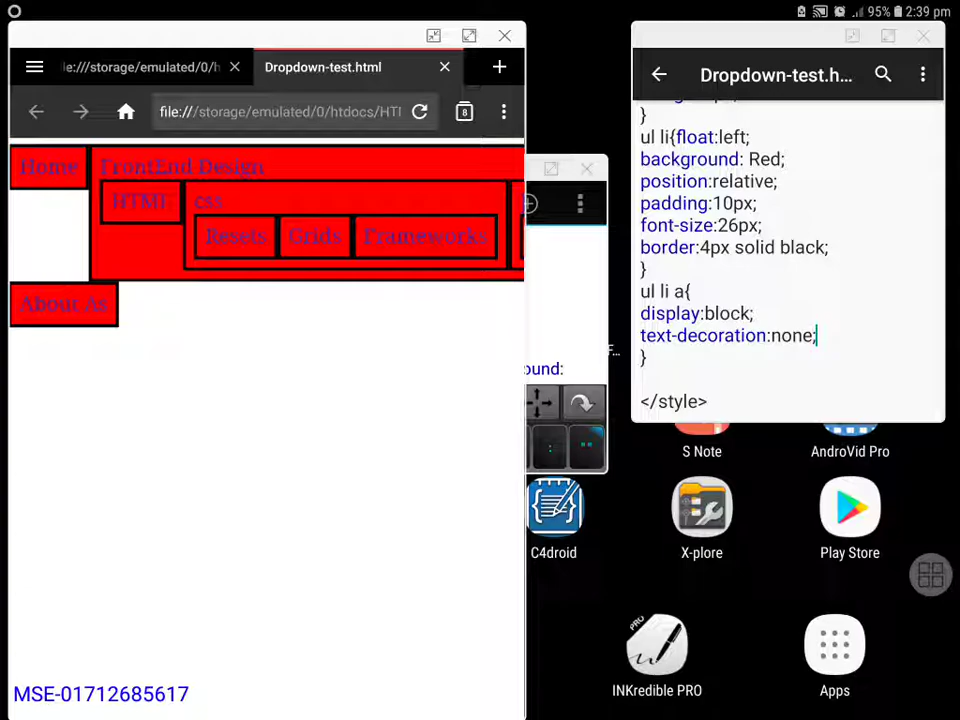 95% 2:39 pm
le:///storage/emulated/0/h
Dropdown-test.html
file:///storage/emulated/0/htdocs/HTI
8
Home
FrontEnd Design
HTML
css
Resets
Grids
Frameworks
About As
MSE-01712685617
ound:
:
""
F...
Dropdown-test.h...
}
ul li{float:left;
background: Red;
position:relative;
padding:10px;
font-size:26px;
border:4px solid black;
}
ul li a{
display:block;
text-decoration:none;
}
</style>
S Note
AndroVid Pro
C4droid
X-plore
Play Store
PRO
INKredible PRO
Apps